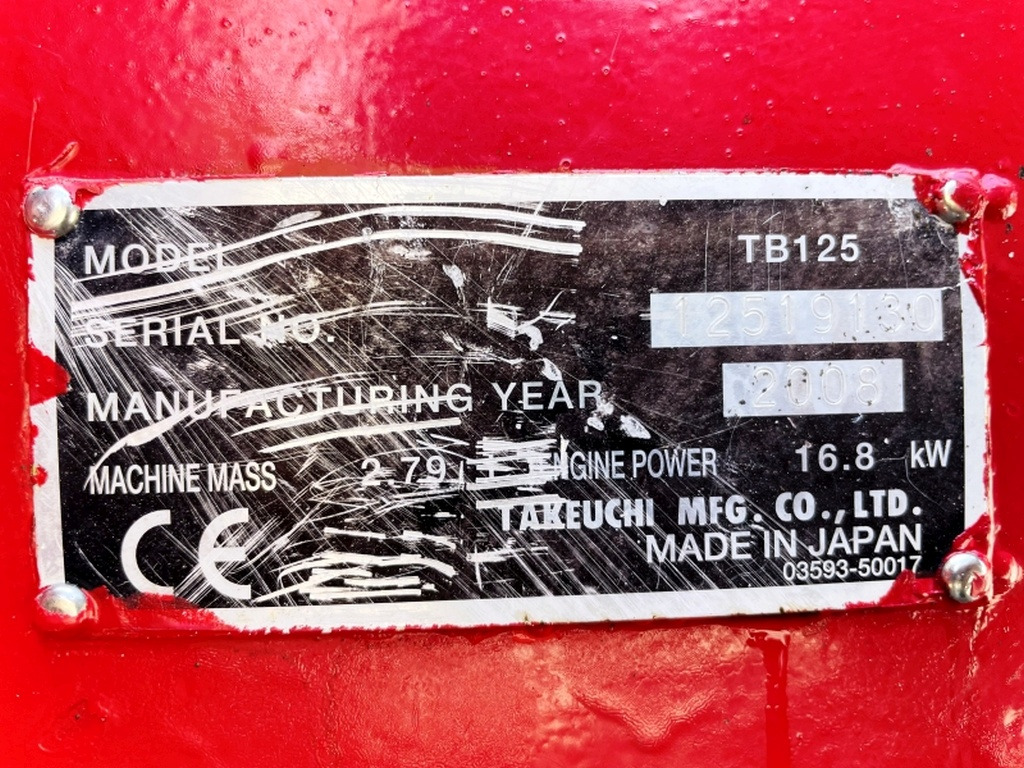 MODEL TB125
SERIAL NO. 12519130
MANUFACTURING YEAR 2008
MACHINE MASS 2.79 ENGINE POWER 16.8 kW
TAKEUCHI MFG. CO., LTD.
CE MADE IN JAPAN
03593-50017